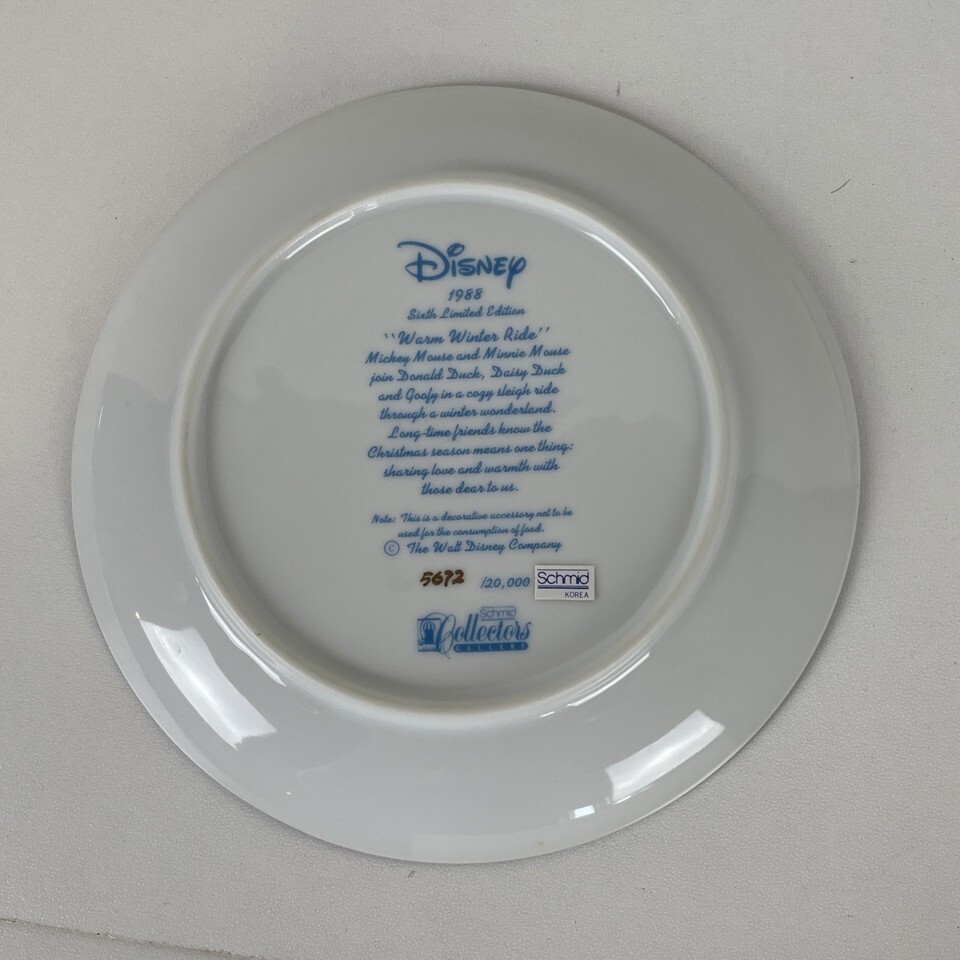 Disney
1988
Sixth Limited Edition
''Warm Winter Ride''
Mickey Mouse and Minnie Mouse
join Donald Duck, Daisy Duck
and Goofy in a cozy sleigh ride
through a winter wonderland.
Long-time friends know the
Christmas season means one thing:
sharing love and warmth with
those dear to us.
Note: This is a decorative accessory not to be
used for the consumption of food.
© The Walt Disney Company
5672 /20,000 Schmid
KOREA
Schmid
Collectors
GALLERY